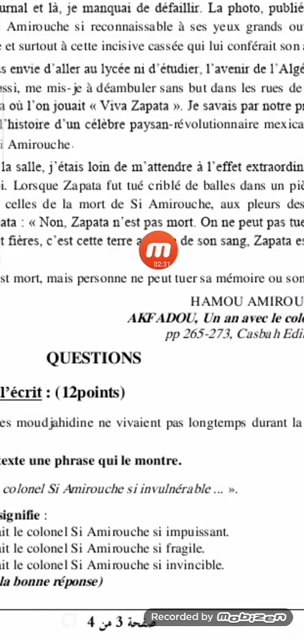 urnal et là, je manquai de défaillir. La photo, publié
Amirouche si reconnaissable à ses yeux grands ou
e et surtout à cette incisive cassée qui lui conférait son
s envie d'aller au lycée ni d'étudier, l'avenir de l'Algé
ssi, me mis-je à déambuler sans but dans les rues de
a où l'on jouait « Viva Zapata ». Je savais par notre pr
l'histoire d'un célèbre paysan-révolutionnaire mexica
i Amirouche.
la salle, j'étais loin de m'attendre à l'effet extraordin
i. Lorsque Zapata fut tué criblé de balles dans un piè
celles de la mort de Si Amirouche, aux pleurs des
ata : « Non, Zapata n'est pas mort. On ne peut pas tue
t fières, c'est cette terre a de son sang, Zapata es
02:31
st mort, mais personne ne peut tuer sa mémoire ou son
HAMOU AMIROU
AKFADOU, Un an avec le colo
pp 265-273, Casbah Edi
QUESTIONS
l'écrit : (12points)
es moudjahidine ne vivaient pas longtemps durant la
texte une phrase qui le montre.
colonel Si Amirouche si invulnérable ... ».
signifie :
it le colonel Si Amirouche si impuissant.
it le colonel Si Amirouche si fragile.
it le colonel Si Amirouche si invincible.
la bonne réponse)
صفحة 3 من 4
Recorded by Mobizen